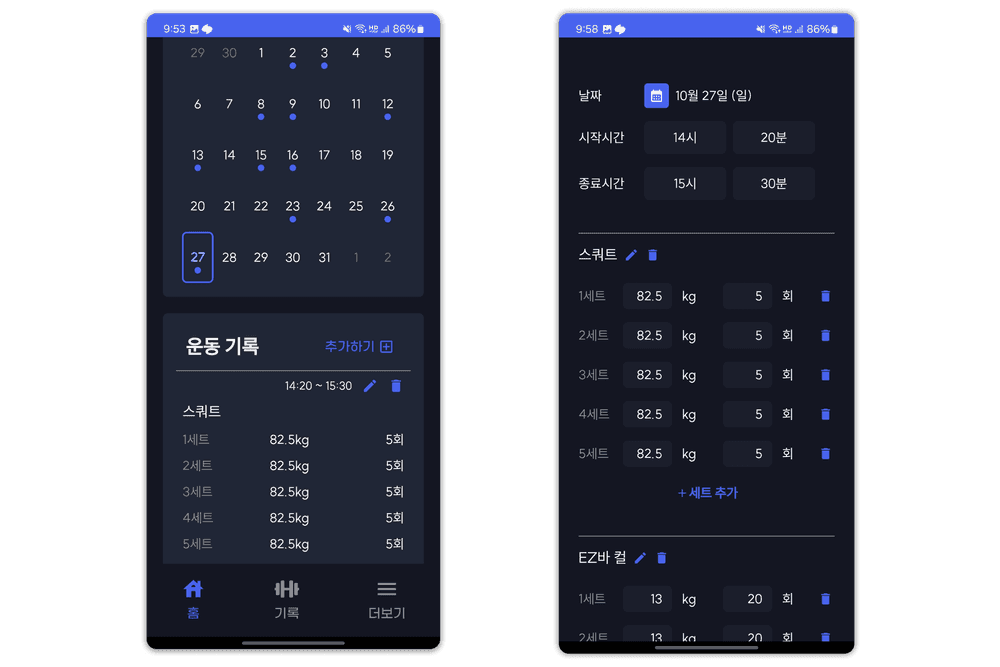 9:53 HD 86%
29 30 1 2 3 4 5
6 7 8 9 10 11 12
13 14 15 16 17 18 19
20 21 22 23 24 25 26
27 28 29 30 31 1 2
운동 기록 추가하기
14:20 ~ 15:30
스쿼트
1세트 82.5kg 5회
2세트 82.5kg 5회
3세트 82.5kg 5회
4세트 82.5kg 5회
5세트 82.5kg 5회
홈 기록 더보기
9:58 HD 86%
날짜 10월 27일 (일)
시작시간 14시 20분
종료시간 15시 30분
스쿼트
1세트 82.5 kg 5 회
2세트 82.5 kg 5 회
3세트 82.5 kg 5 회
4세트 82.5 kg 5 회
5세트 82.5 kg 5 회
+ 세트 추가
EZ바 컬
1세트 13 kg 20 회
2세트 13 kg 20 회